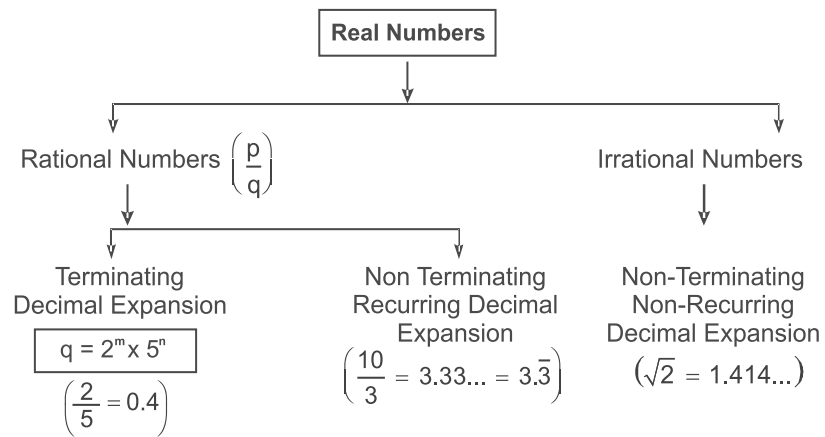 Real Numbers
Rational Numbers (p/q)
Irrational Numbers
Terminating
Decimal Expansion
q = 2^m x 5^n
(2/5 = 0.4)
Non Terminating
Recurring Decimal
Expansion
(10/3 = 3.33... = 3.3̅)
Non-Terminating
Non-Recurring
Decimal Expansion
(√2 = 1.414...)